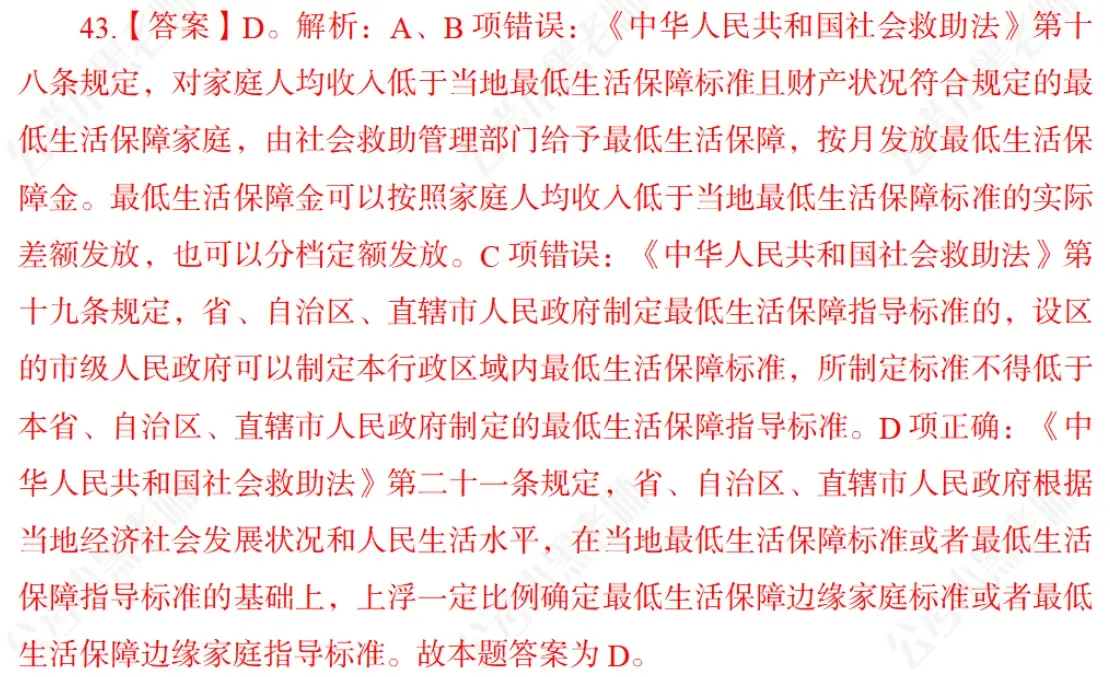 43.【答案】D。解析：A、B 项错误：《中华人民共和国社会救助法》第十
八条规定，对家庭人均收入低于当地最低生活保障标准且财产状况符合规定的最
低生活保障家庭，由社会救助管理部门给予最低生活保障，按月发放最低生活保
障金。最低生活保障金可以按照家庭人均收入低于当地最低生活保障标准的实际
差额发放，也可以分档定额发放。C 项错误：《中华人民共和国社会救助法》第
十九条规定，省、自治区、直辖市人民政府制定最低生活保障指导标准的，设区
的市级人民政府可以制定本行政区域内最低生活保障标准，所制定标准不得低于
本省、自治区、直辖市人民政府制定的最低生活保障指导标准。D 项正确：《中
华人民共和国社会救助法》第二十一条规定，省、自治区、直辖市人民政府根据
当地经济社会发展状况和人民生活水平，在当地最低生活保障标准或者最低生活
保障指导标准的基础上，上浮一定比例确定最低生活保障边缘家庭标准或者最低
生活保障边缘家庭指导标准。故本题答案为 D。